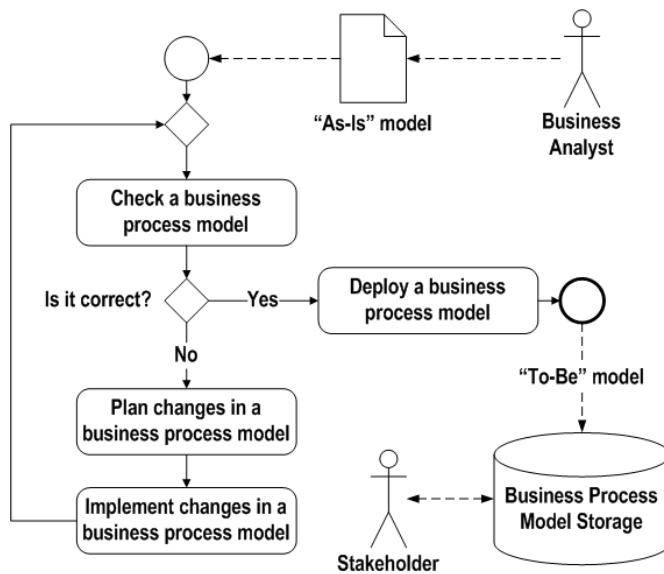 “As-Is” model
Business
Analyst
Check a business
process model
Is it correct?
Yes
Deploy a business
process model
No
“To-Be” model
Plan changes in a
business process model
Implement changes in a
business process model
Business Process
Model Storage
Stakeholder